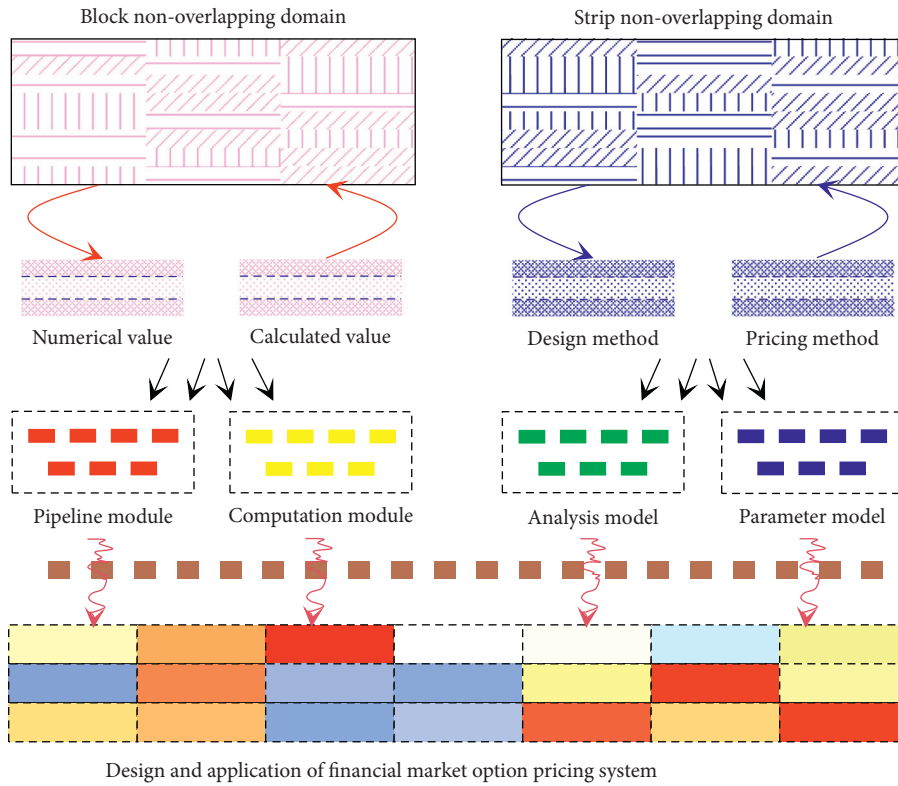 Block non-overlapping domain
Strip non-overlapping domain
Numerical value
Calculated value
Design method
Pricing method
Pipeline module
Computation module
Analysis model
Parameter model
Design and application of financial market option pricing system